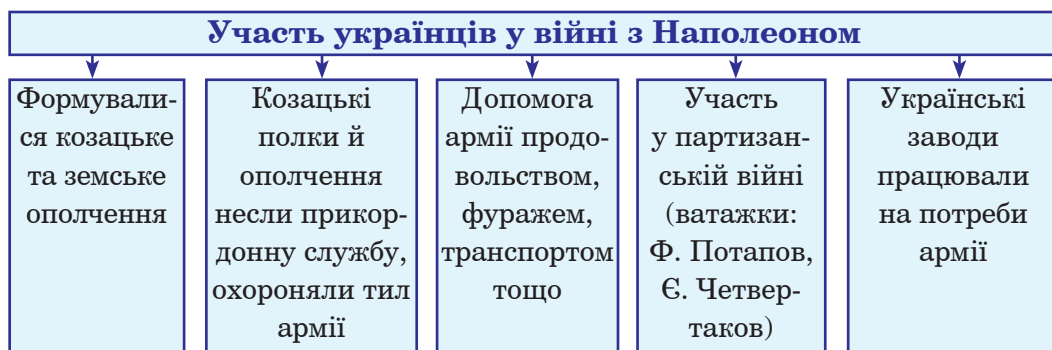 Участь українців у війні з Наполеоном
Формували-
ся козацьке
та земське
ополчення
Козацькі
полки й
ополчення
несли прикор-
донну службу,
охороняли тил
армії
Допомога
армії продо-
вольством,
фуражем,
транспортом
тощо
Участь
у партизан-
ській війні
(ватажки:
Ф. Потапов,
Є. Четвер-
таков)
Українські
заводи
працювали
на потреби
армії